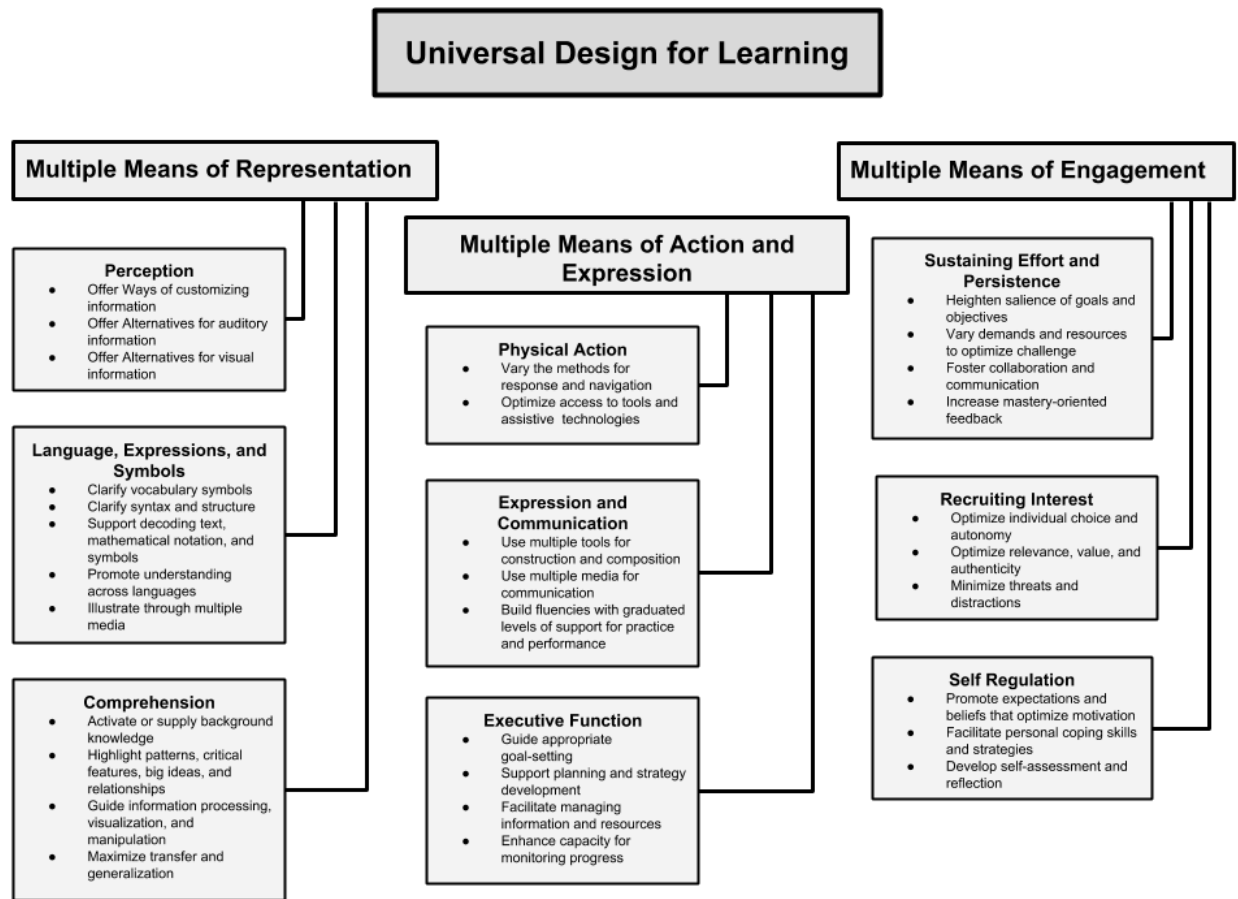 Universal Design for Learning
Multiple Means of Representation
Perception
● Offer Ways of customizing
information
● Offer Alternatives for auditory
information
● Offer Alternatives for visual
information
Language, Expressions, and
Symbols
● Clarify vocabulary symbols
● Clarify syntax and structure
● Support decoding text,
mathematical notation, and
symbols
● Promote understanding
across languages
● Illustrate through multiple
media
Comprehension
● Activate or supply background
knowledge
● Highlight patterns, critical
features, big ideas, and
relationships
● Guide information processing,
visualization, and
manipulation
● Maximize transfer and
generalization
Multiple Means of Action and
Expression
Physical Action
● Vary the methods for
response and navigation
● Optimize access to tools and
assistive technologies
Expression and
Communication
● Use multiple tools for
construction and composition
● Use multiple media for
communication
● Build fluencies with graduated
levels of support for practice
and performance
Executive Function
● Guide appropriate
goal-setting
● Support planning and strategy
development
● Facilitate managing
information and resources
● Enhance capacity for
monitoring progress
Multiple Means of Engagement
Sustaining Effort and
Persistence
● Heighten salience of goals and
objectives
● Vary demands and resources
to optimize challenge
● Foster collaboration and
communication
● Increase mastery-oriented
feedback
Recruiting Interest
● Optimize individual choice and
autonomy
● Optimize relevance, value, and
authenticity
● Minimize threats and
distractions
Self Regulation
● Promote expectations and
beliefs that optimize motivation
● Facilitate personal coping skills
and strategies
● Develop self-assessment and
reflection